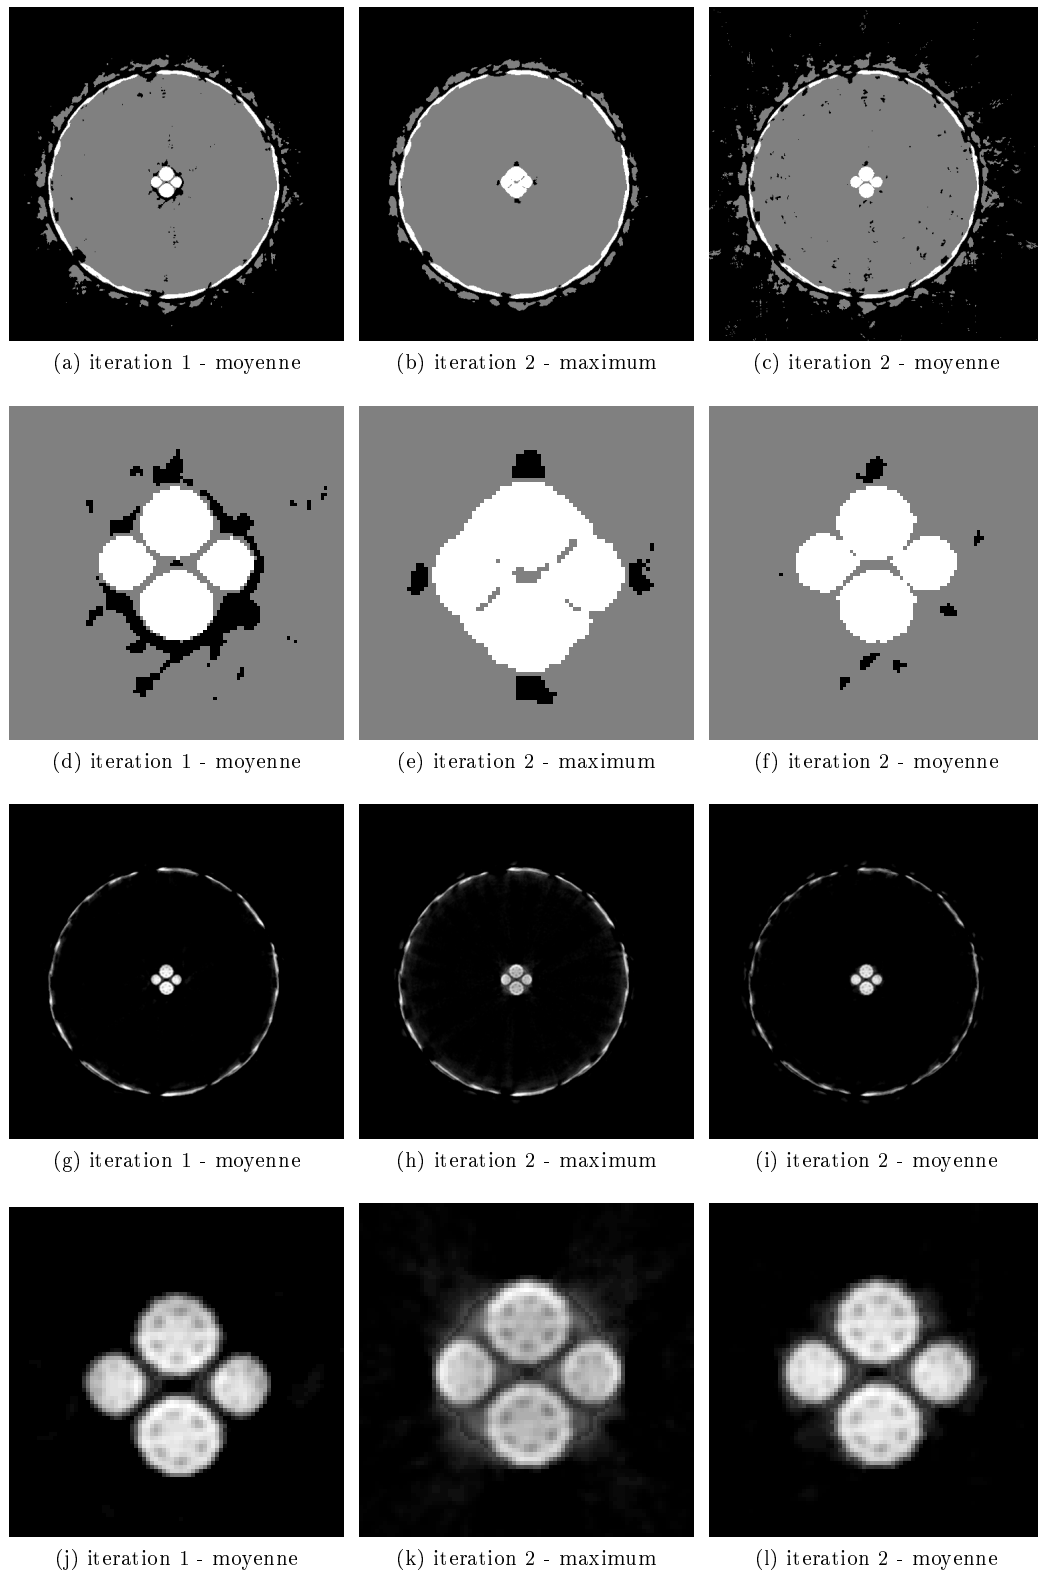 (a) iteration 1 - moyenne
(b) iteration 2 - maximum
(c) iteration 2 - moyenne
(d) iteration 1 - moyenne
(e) iteration 2 - maximum
(f) iteration 2 - moyenne
(g) iteration 1 - moyenne
(h) iteration 2 - maximum
(i) iteration 2 - moyenne
(j) iteration 1 - moyenne
(k) iteration 2 - maximum
(l) iteration 2 - moyenne